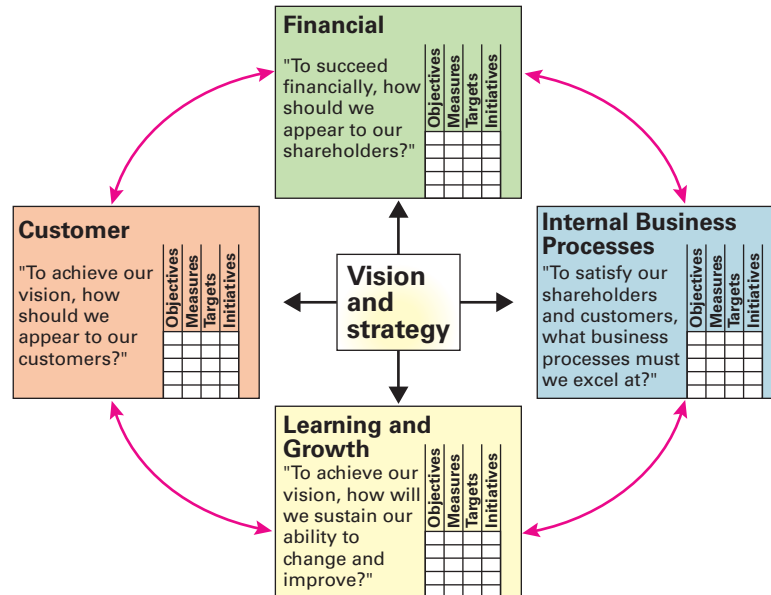 Financial
"To succeed
financially, how
should we
appear to our
shareholders?"
Objectives
Measures
Targets
Initiatives
Customer
"To achieve our
vision, how
should we
appear to our
customers?"
Objectives
Measures
Targets
Initiatives
Vision
and
strategy
Internal Business
Processes
"To satisfy our
shareholders
and customers,
what business
processes must
we excel at?"
Objectives
Measures
Targets
Initiatives
Learning and
Growth
"To achieve our
vision, how will
we sustain our
ability to
change and
improve?"
Objectives
Measures
Targets
Initiatives